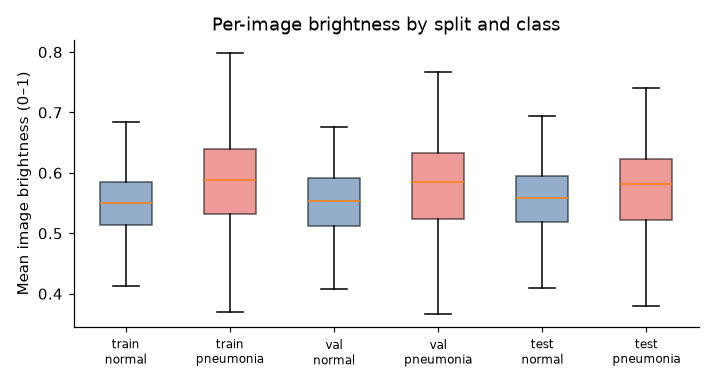 Per-image brightness by split and class
Mean image brightness (0–1)
0.8
0.7
0.6
0.5
0.4
train
normal
train
pneumonia
val
normal
val
pneumonia
test
normal
test
pneumonia